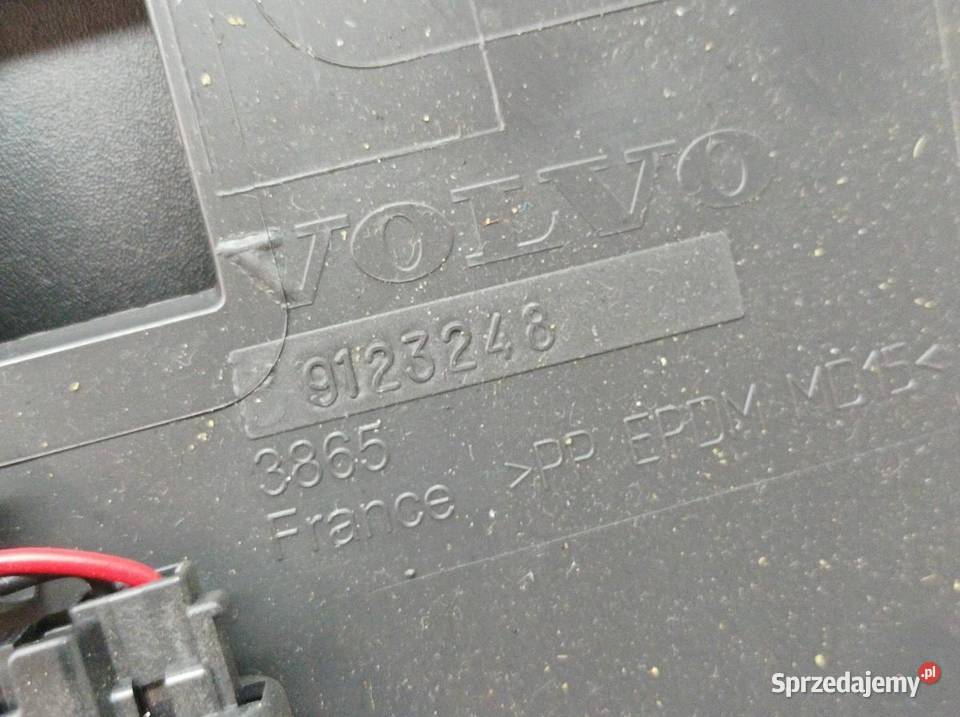 VOLVO
9123248
3865
France
>PP EPDM MD15<
Sprzedajemy.pl